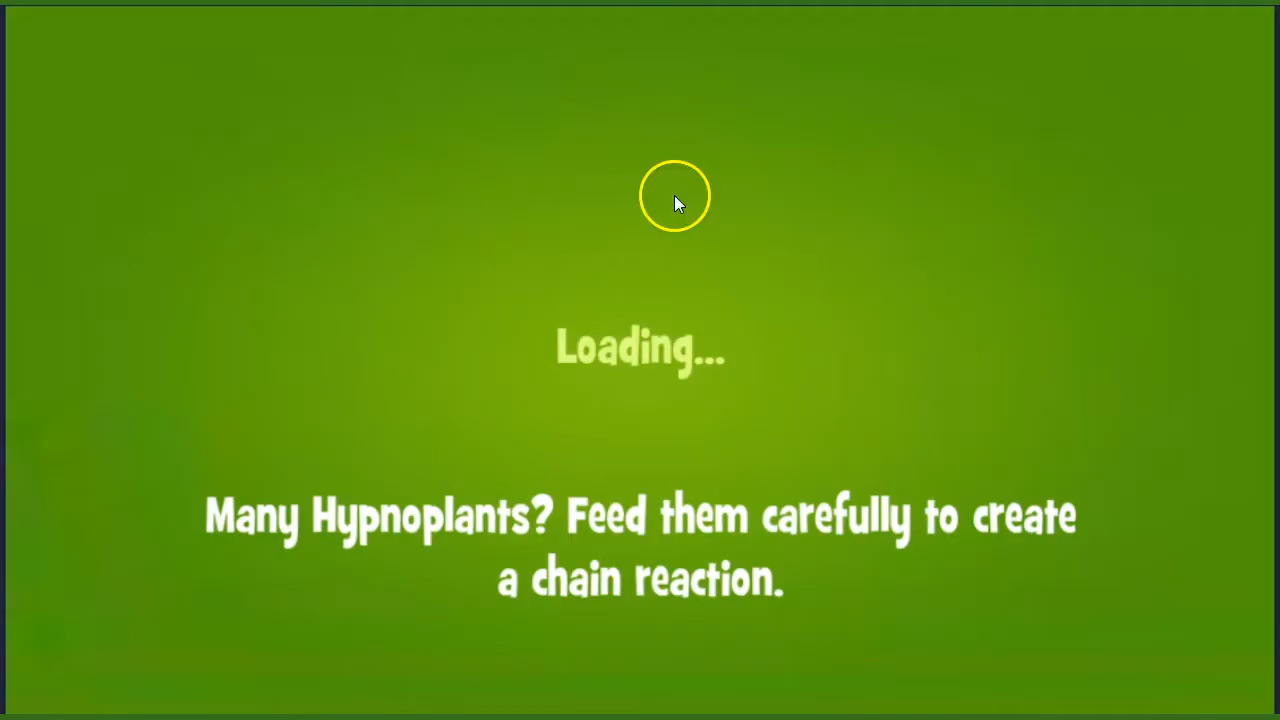 Loading...
Many Hypnoplants? Feed them carefully to create
a chain reaction.